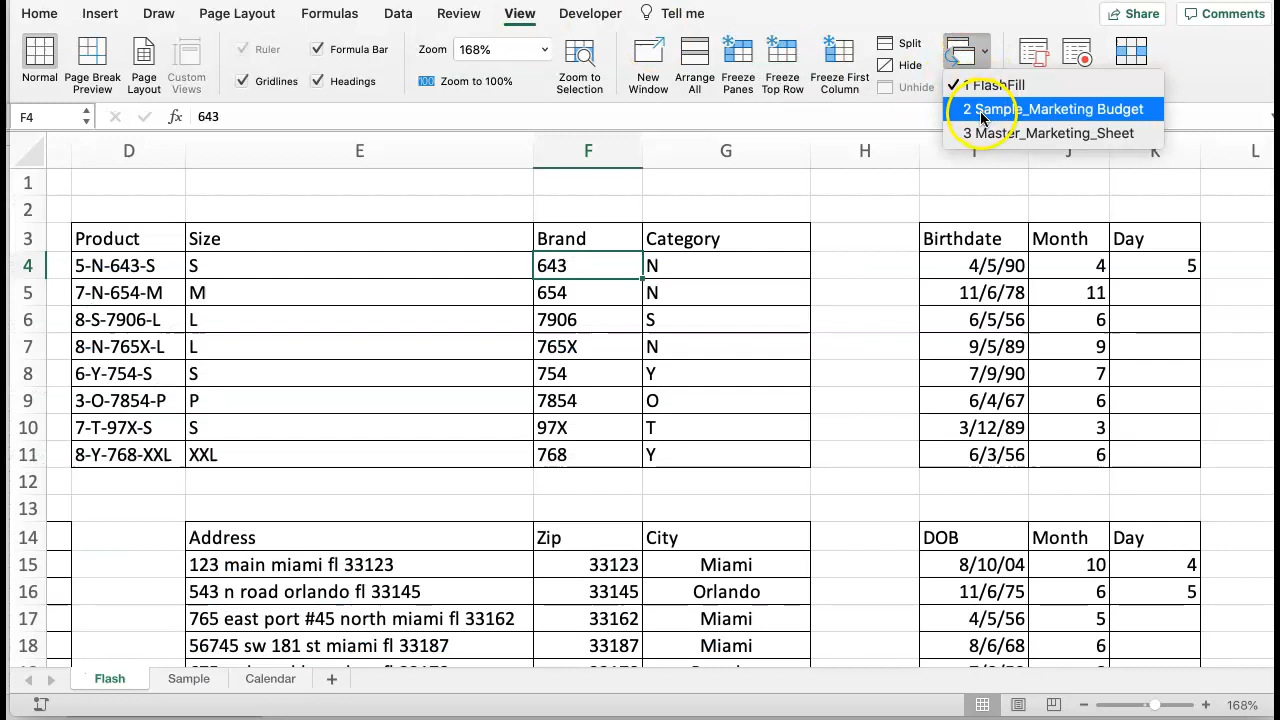 Home Insert Draw Page Layout Formulas Data Review View Developer Tell me Share Comments
Normal Page Break Preview Page Layout Custom Views Ruler Formula Bar Gridlines Headings Zoom 168% 100 Zoom to 100% Zoom to Selection New Window Arrange All Freeze Panes Freeze Top Row Freeze First Column Split Hide Unhide
✓ 1 FlashFill
2 Sample_Marketing Budget
3 Master_Marketing_Sheet
F4 fx 643
D E F G H I J K L
1
2
3 Product Size Brand Category Birthdate Month Day
4 5-N-643-S S 643 N 4/5/90 4 5
5 7-N-654-M M 654 N 11/6/78 11
6 8-S-7906-L L 7906 S 6/5/56 6
7 8-N-765X-L L 765X N 9/5/89 9
8 6-Y-754-S S 754 Y 7/9/90 7
9 3-O-7854-P P 7854 O 6/4/67 6
10 7-T-97X-S S 97X T 3/12/89 3
11 8-Y-768-XXL XXL 768 Y 6/3/56 6
12
13
14 Address Zip City DOB Month Day
15 123 main miami fl 33123 33123 Miami 8/10/04 10 4
16 543 n road orlando fl 33145 33145 Orlando 11/6/75 6 5
17 765 east port #45 north miami fl 33162 33162 Miami 4/5/56 5
18 56745 sw 181 st miami fl 33187 33187 Miami 8/6/68 6
Flash Sample Calendar
168%